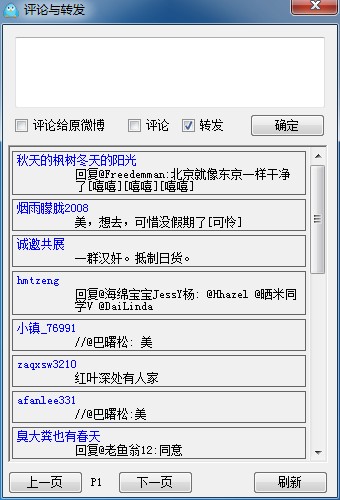 评论与转发
评论给原微博
评论
转发
确定
秋天的枫树冬天的阳光
回复@Freedemman:北京就像东京一样干净
了[嘻嘻][嘻嘻][嘻嘻]
烟雨朦胧2008
美，想去，可惜没假期了[可怜]
诚邀共展
一群汉奸。抵制日货。
hmtzeng
回复@海绵宝宝JessY杨: @Mhazel @晒米同
学V @DaiLinda
小镇_76991
//@巴曙松: 美
zaqxsw3210
红叶深处有人家
afanlee331
//@巴曙松:美
臭大粪也有春天
回复@老鱼翁12:同意
上一页
P1
下一页
刷新